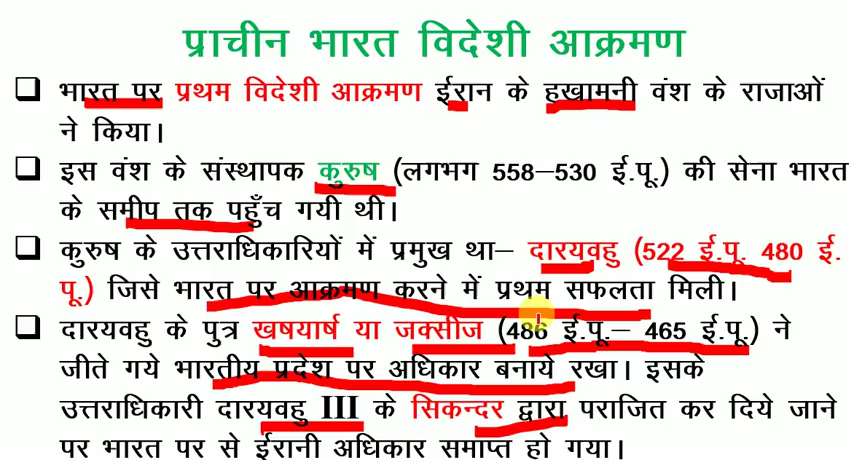 प्राचीन भारत विदेशी आक्रमण
❑ भारत पर प्रथम विदेशी आक्रमण ईरान के हखामनी वंश के राजाओं
ने किया।
❑ इस वंश के संस्थापक कुरुष (लगभग 558–530 ई.पू.) की सेना भारत
के समीप तक पहुँच गयी थी।
❑ कुरुष के उत्तराधिकारियों में प्रमुख था– दारयवहु (522 ई.पू. 480 ई.
पू.) जिसे भारत पर आक्रमण करने में प्रथम सफलता मिली।
❑ दारयवहु के पुत्र खषयार्ष या जक्सीज (486 ई.पू.– 465 ई.पू.) ने
जीते गये भारतीय प्रदेश पर अधिकार बनाये रखा। इसके
उत्तराधिकारी दारयवहु III के सिकन्दर द्वारा पराजित कर दिये जाने
पर भारत पर से ईरानी अधिकार समाप्त हो गया।